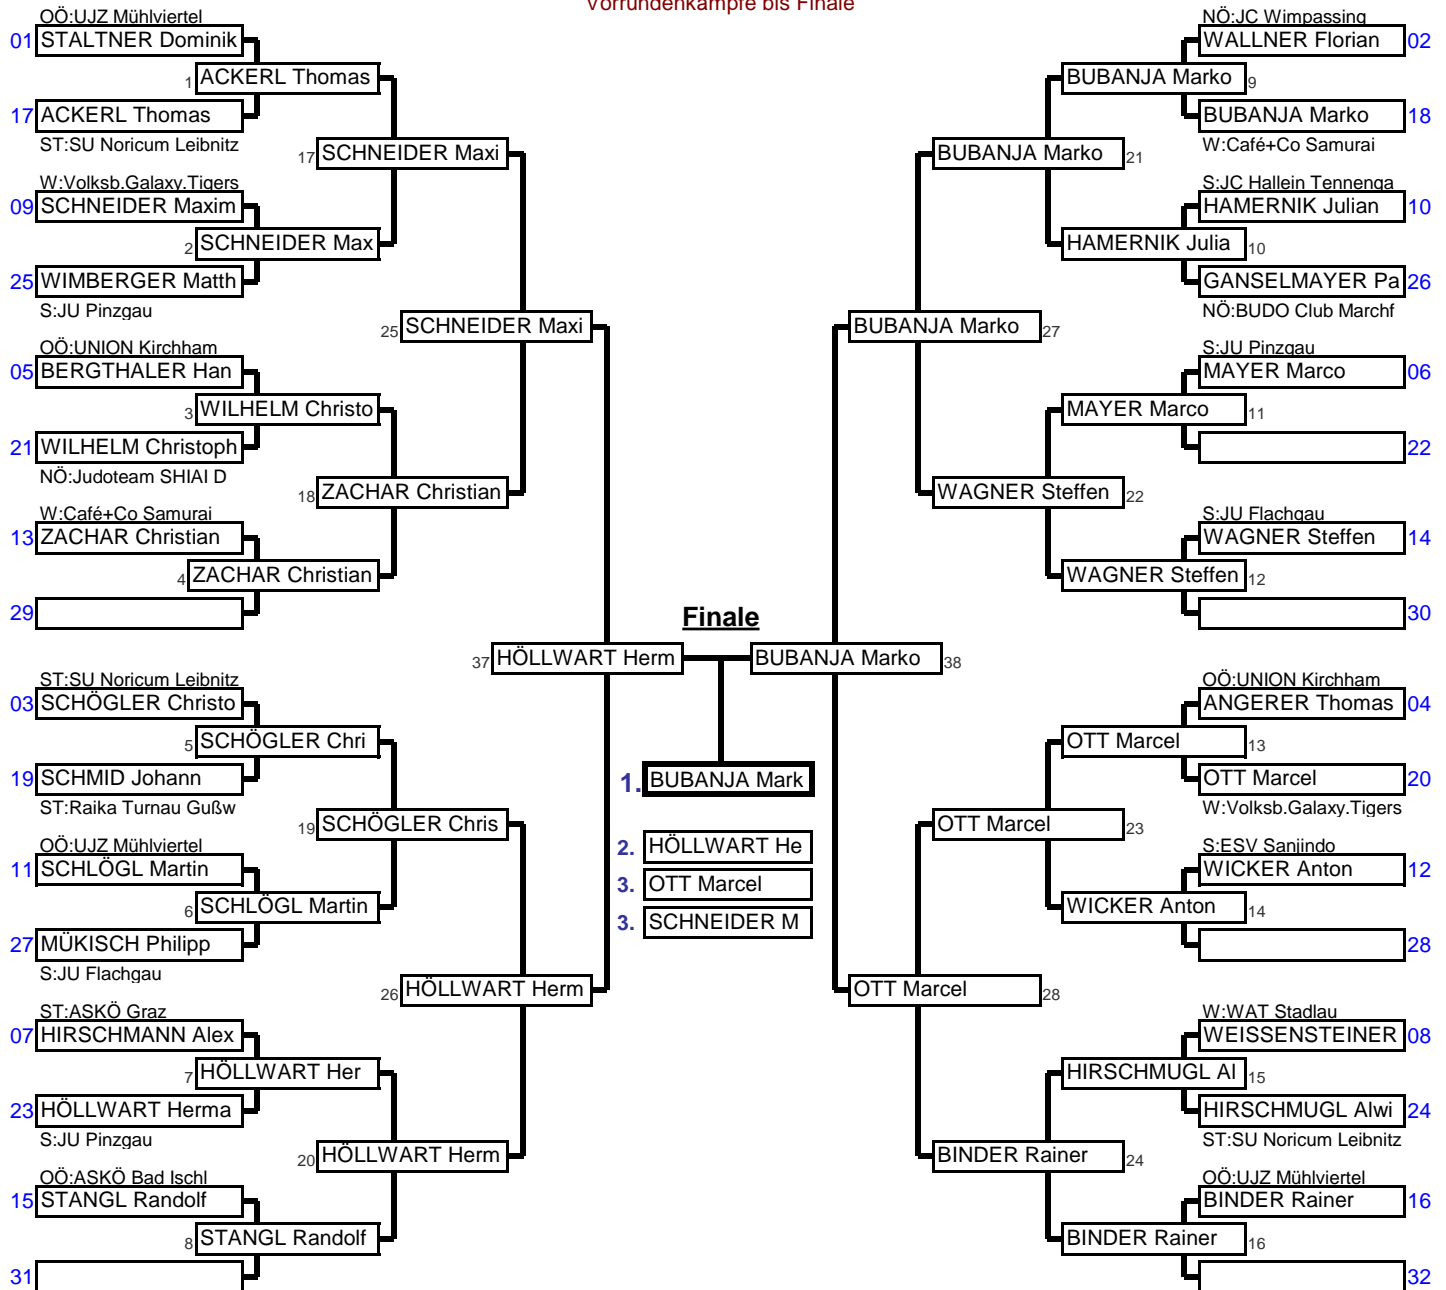 Vorrundenkämpfe bis Finale
OÖ:UJZ Mühlviertel
01 STALTNER Dominik
1 ACKERL Thomas
17 ACKERL Thomas
ST:SU Noricum Leibnitz
17 SCHNEIDER Maxi
W:Volksb.Galaxy.Tigers
09 SCHNEIDER Maxim
2 SCHNEIDER Max
25 WIMBERGER Matth
S:JU Pinzgau
25 SCHNEIDER Maxi
OÖ:UNION Kirchham
05 BERGTHALER Han
3 WILHELM Christo
21 WILHELM Christoph
NÖ:Judoteam SHIAI D
18 ZACHAR Christian
W:Café+Co Samurai
13 ZACHAR Christian
4 ZACHAR Christian
29
Finale
37 HÖLLWART Herm
BUBANJA Marko 38
ST:SU Noricum Leibnitz
03 SCHÖGLER Christo
5 SCHÖGLER Chri
19 SCHMID Johann
ST:Raika Turnau Gußw
19 SCHÖGLER Chris
OÖ:UJZ Mühlviertel
11 SCHLÖGL Martin
6 SCHLÖGL Martin
27 MÜKISCH Philipp
S:JU Flachgau
26 HÖLLWART Herm
ST:ASKÖ Graz
07 HIRSCHMANN Alex
7 HÖLLWART Her
23 HÖLLWART Herma
S:JU Pinzgau
20 HÖLLWART Herm
OÖ:ASKÖ Bad Ischl
15 STANGL Randolf
8 STANGL Randolf
31
1. BUBANJA Mark
2. HÖLLWART He
3. OTT Marcel
3. SCHNEIDER M
NÖ:JC Wimpassing
WALLNER Florian 02
BUBANJA Marko 9
BUBANJA Marko 18
W:Café+Co Samurai
BUBANJA Marko 21
S:JC Hallein Tennenga
HAMERNIK Julian 10
HAMERNIK Julia 10
GANSELMAYER Pa 26
NÖ:BUDO Club Marchf
BUBANJA Marko 27
S:JU Pinzgau
MAYER Marco 06
MAYER Marco 11
22
WAGNER Steffen 22
S:JU Flachgau
WAGNER Steffen 14
WAGNER Steffen 12
30
OÖ:UNION Kirchham
ANGERER Thomas 04
OTT Marcel 13
OTT Marcel 20
W:Volksb.Galaxy.Tigers
OTT Marcel 23
S:ESV Sanjindo
WICKER Anton 12
WICKER Anton 14
28
OTT Marcel 28
W:WAT Stadlau
WEISSENSTEINER 08
HIRSCHMUGL Al 15
HIRSCHMUGL Alwi 24
ST:SU Noricum Leibnitz
BINDER Rainer 24
OÖ:UJZ Mühlviertel
BINDER Rainer 16
BINDER Rainer 16
32